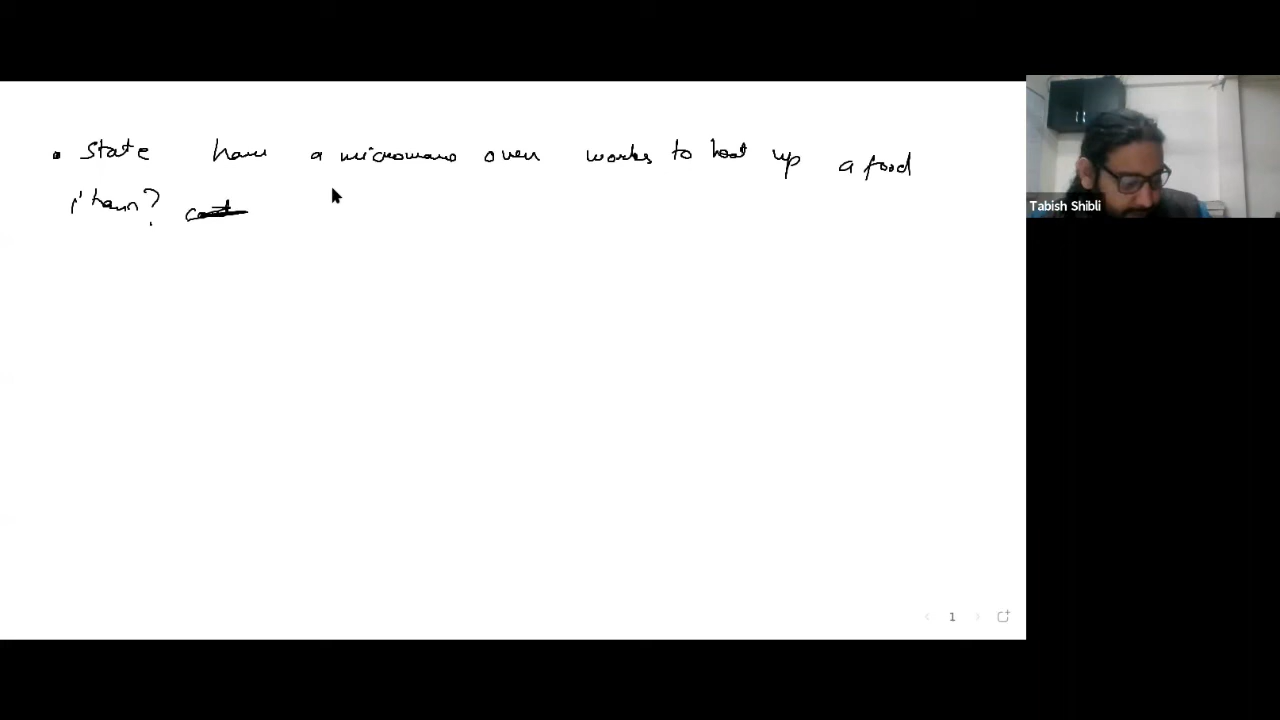 • State how a microwave oven works to heat up a food
item?
Tabish Shibli
1